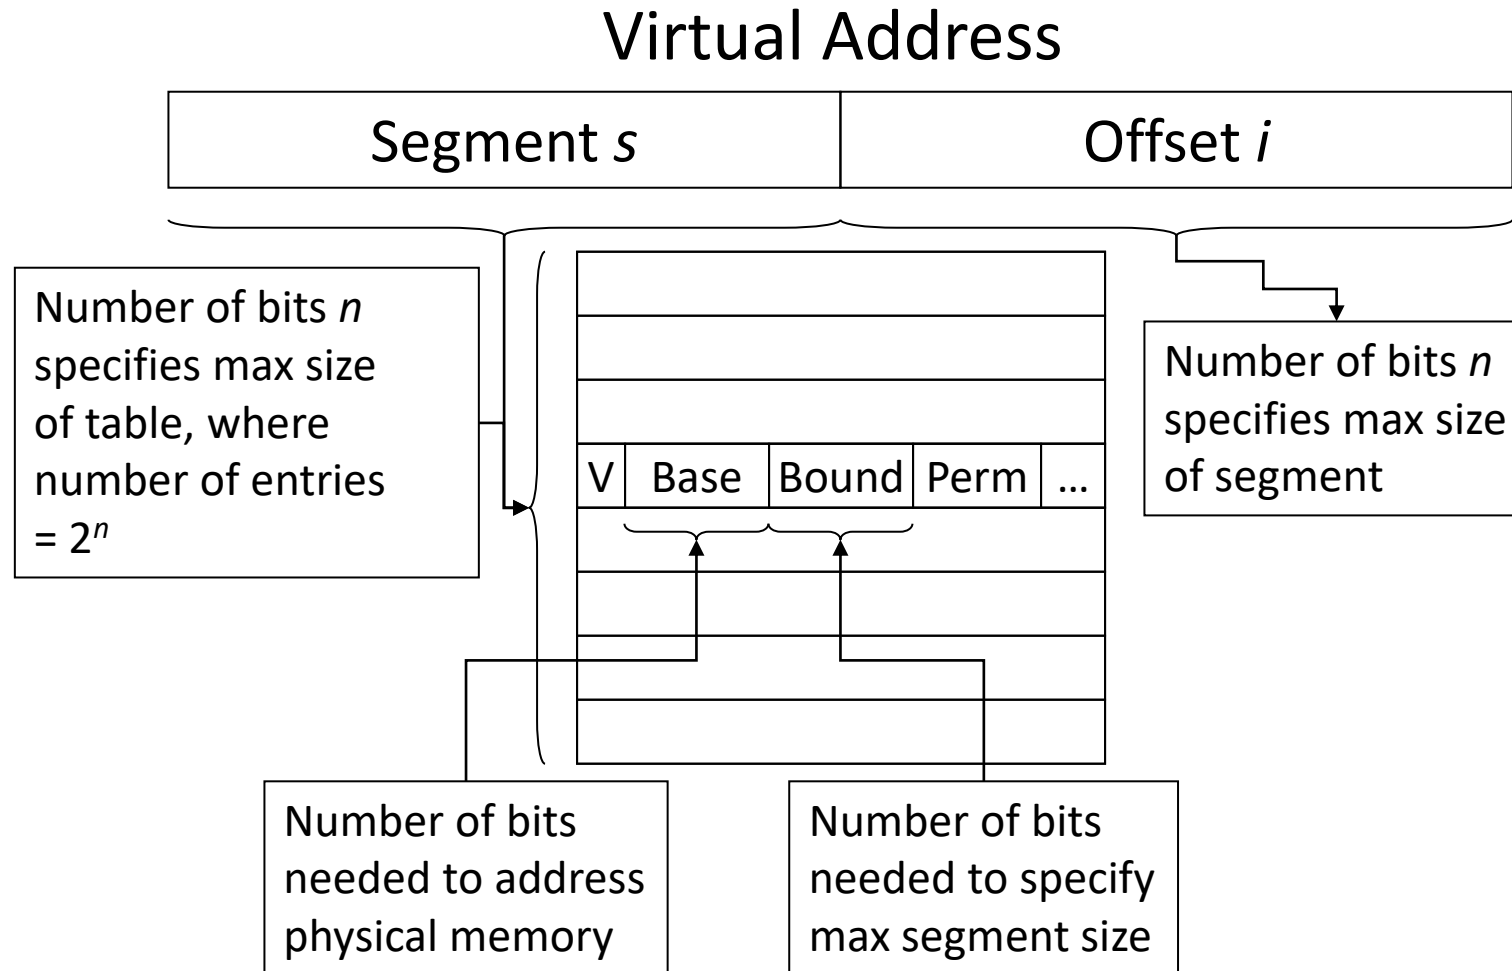 Virtual Address
Segment s
Offset i
Number of bits n
specifies max size
of table, where
number of entries
= 2ⁿ
Number of bits n
specifies max size
of segment
V Base Bound Perm ...
Number of bits
needed to address
physical memory
Number of bits
needed to specify
max segment size